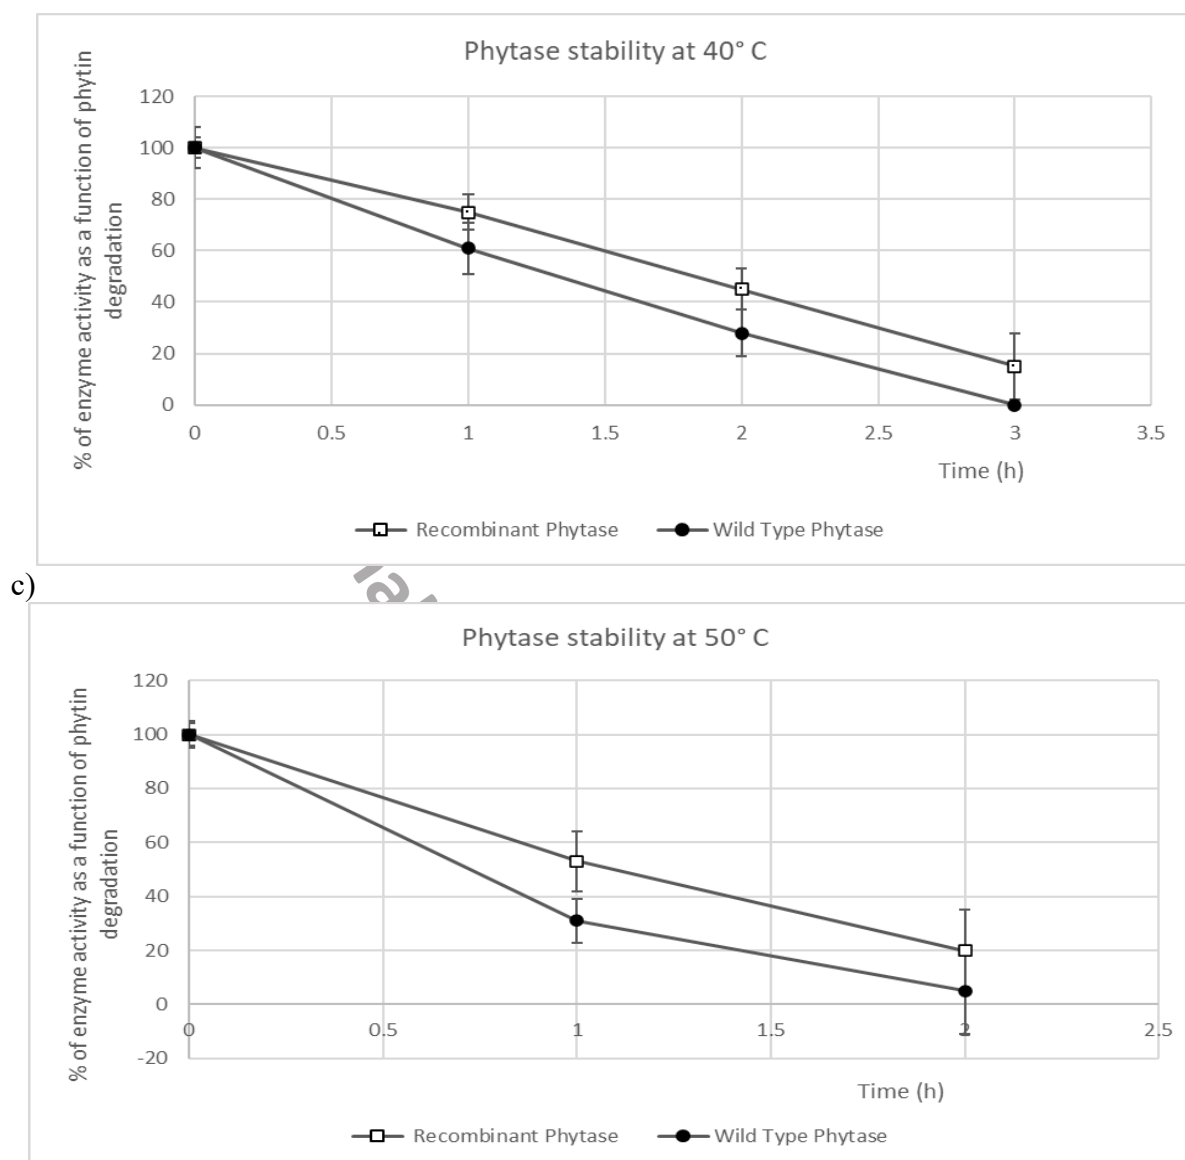 Phytase stability at 40° C
% of enzyme activity as a function of phytin
degradation
120
100
80
60
40
20
0
0 0.5 1 1.5 2 2.5 3 3.5
Time (h)
Recombinant Phytase Wild Type Phytase
c)
Phytase stability at 50° C
% of enzyme activity as a function of phytin
degradation
120
100
80
60
40
20
0
-20
0 0.5 1 1.5 2 2.5
Time (h)
Recombinant Phytase Wild Type Phytase